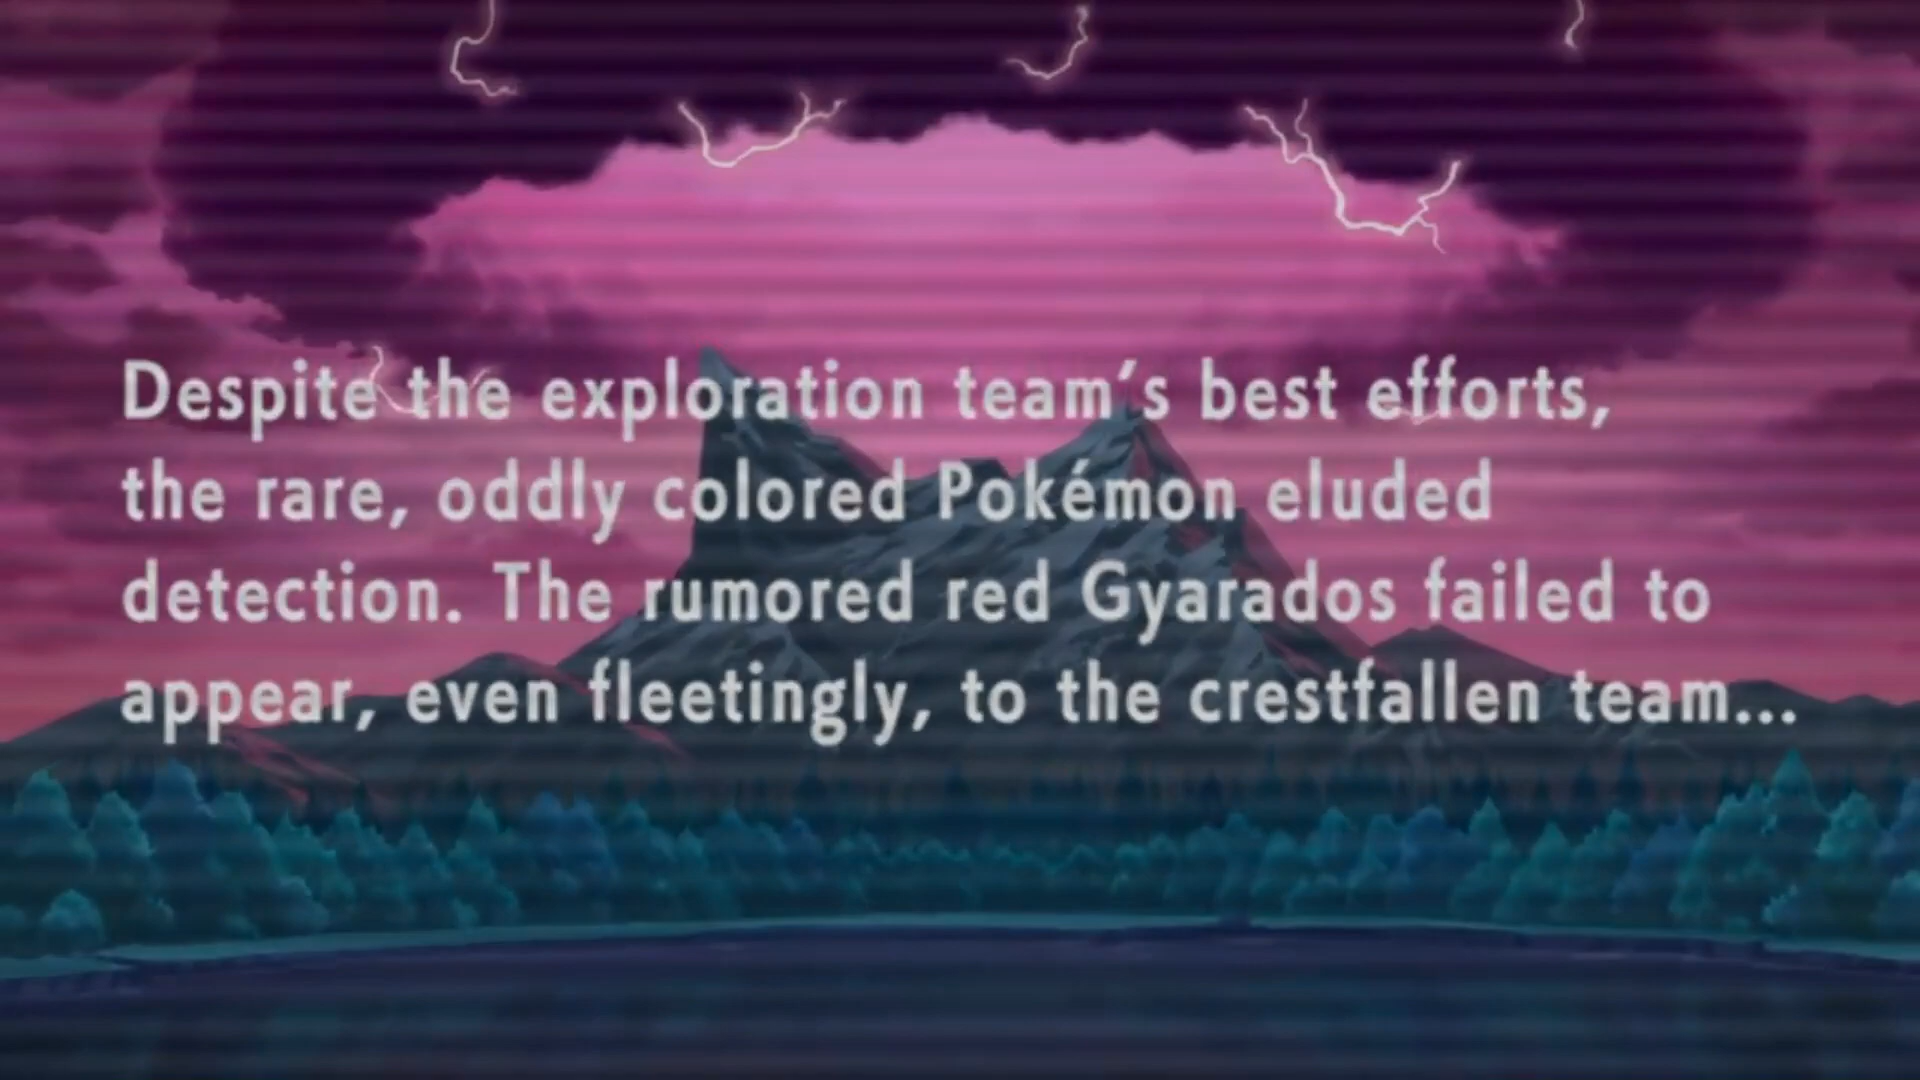 Despite the exploration team's best efforts,
the rare, oddly colored Pokémon eluded
detection. The rumored red Gyarados failed to
appear, even fleetingly, to the crestfallen team...